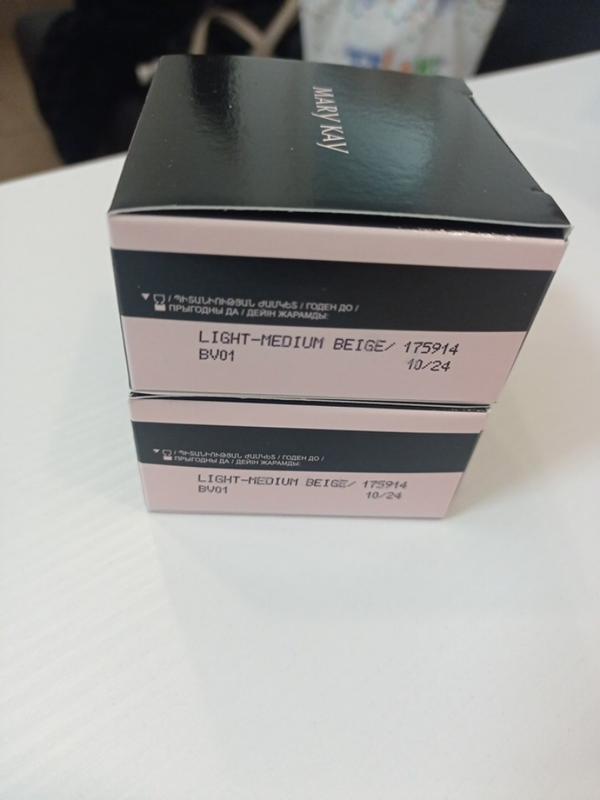 MARY KAY
/ ՊԻՏԱՆԻՈՒԹՅԱՆ ԺԱՄԿԵՏ / ГОДЕН ДО /
ПРЫГОДНЫ ДА / ДЕЙІН ЖАРАМДЫ:
LIGHT-MEDIUM BEIGE/ 175914
BV01 10/24
/ ՊԻՏԱՆԻՈՒԹՅԱՆ ԺԱՄԿԵՏ / ГОДЕН ДО /
ПРЫГОДНЫ ДА / ДЕЙІН ЖАРАМДЫ:
LIGHT-MEDIUM BEIGE/ 175914
BV01 10/24